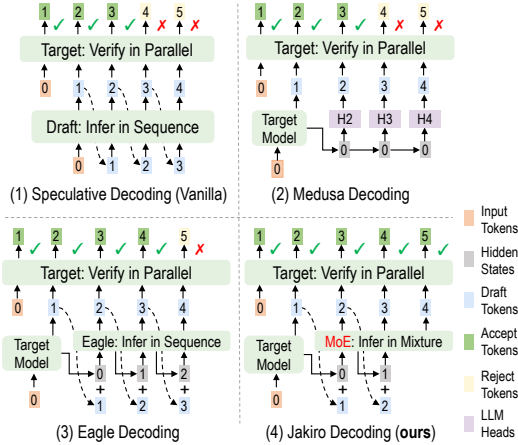 1 2 3 4 5
Target: Verify in Parallel
0 1 2 3 4
Draft: Infer in Sequence
0 1 2 3
(1) Speculative Decoding (Vanilla)
1 2 3 4 5
Target: Verify in Parallel
0 1 2 3 4
Target
Model
H2 H3 H4
0 0 0
0
(2) Medusa Decoding
1 2 3 4 5
Target: Verify in Parallel
0 1 2 3 4
Target
Model
Eagle: Infer in Sequence
0 1 2
+ + +
0 1 2 3
(3) Eagle Decoding
1 2 3 4 5
Target: Verify in Parallel
0 1 2 3 4
Target
Model
MoE: Infer in Mixture
0 1
+ +
0 1 2
(4) Jakiro Decoding (ours)
Input
Tokens
Hidden
States
Draft
Tokens
Accept
Tokens
Reject
Tokens
LLM
Heads